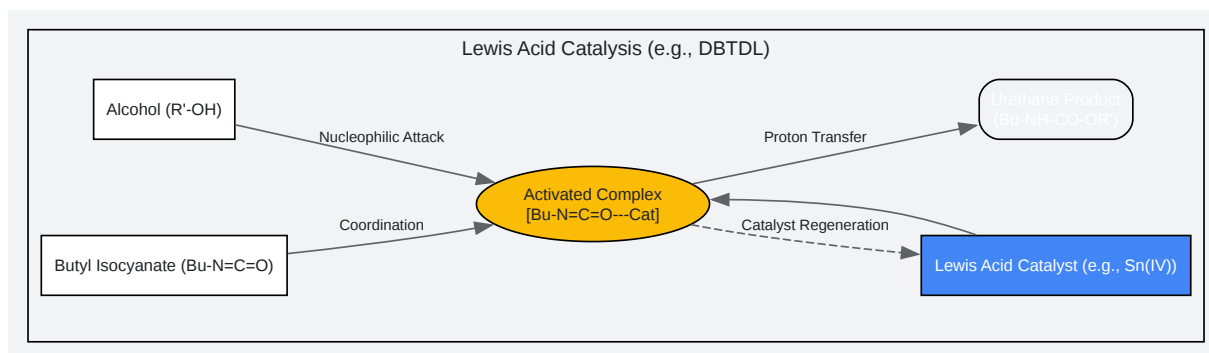 Lewis Acid Catalysis (e.g., DBTDL)
Alcohol (R'-OH)
Nucleophilic Attack
Proton Transfer
Urethane Product
(Bu-NH-CO-OR')
Activated Complex
[Bu-N=C=O---Cat]
Butyl Isocyanate (Bu-N=C=O)
Coordination
Catalyst Regeneration
Lewis Acid Catalyst (e.g., Sn(IV))